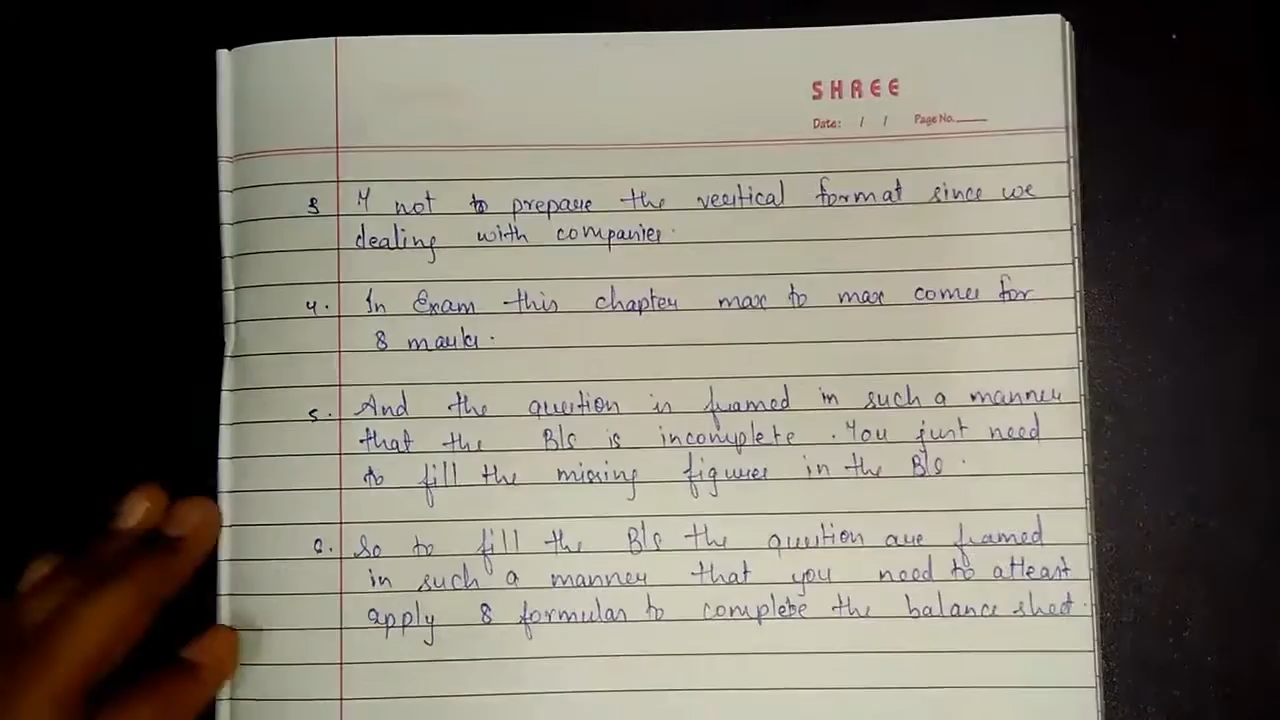 SHREE
Date: / / Page No.
3 not to prepare the vertical format since we
dealing with companies.
4. In Exam this chapter max to max comes for
8 marks.
5. And the question is framed in such a manner
that the B/s is incomplete. You just need
to fill the missing figures in the B/s.
6. So to fill the B/s the question are framed
in such a manner that you need to atleast
apply 8 formulas to complete the balance shet.